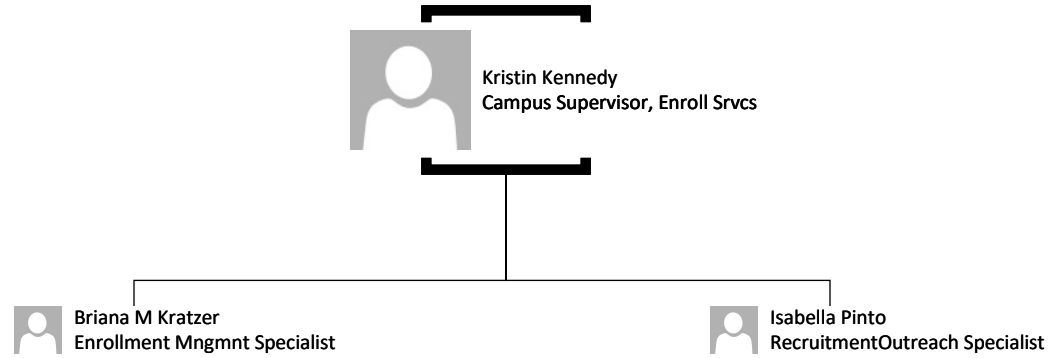 Kristin Kennedy
Campus Supervisor, Enroll Srvcs
Briana M Kratzer
Enrollment Mngmnt Specialist
Isabella Pinto
RecruitmentOutreach Specialist